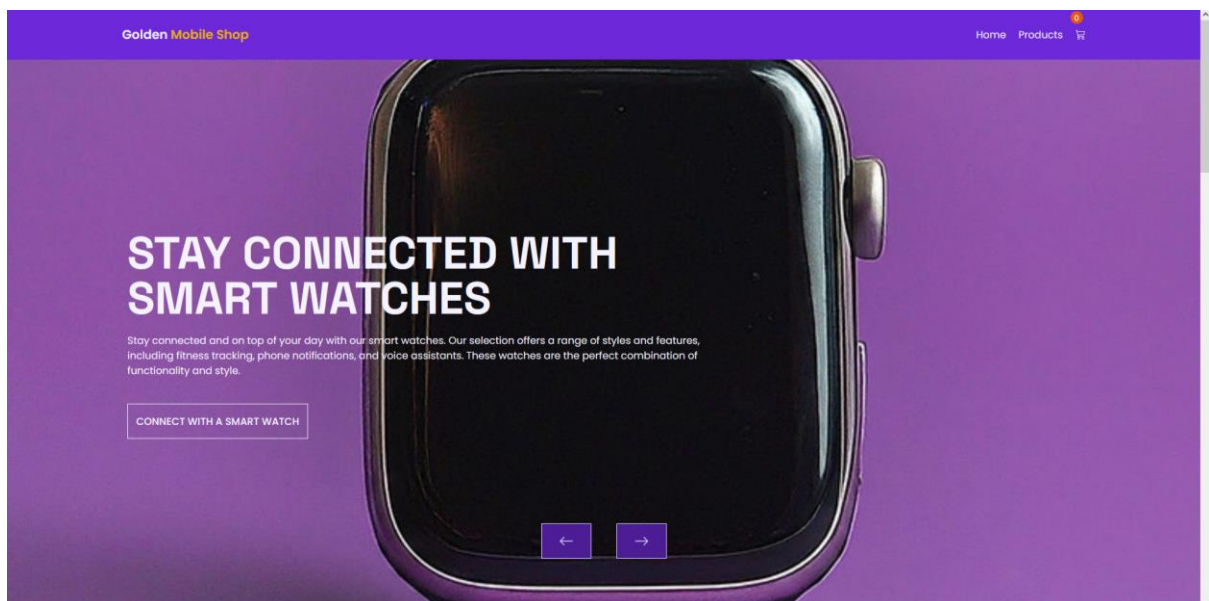 Golden Mobile Shop
Home Products 0
STAY CONNECTED WITH
SMART WATCHES
Stay connected and on top of your day with our smart watches. Our selection offers a range of styles and features,
including fitness tracking, phone notifications, and voice assistants. These watches are the perfect combination of
functionality and style.
CONNECT WITH A SMART WATCH